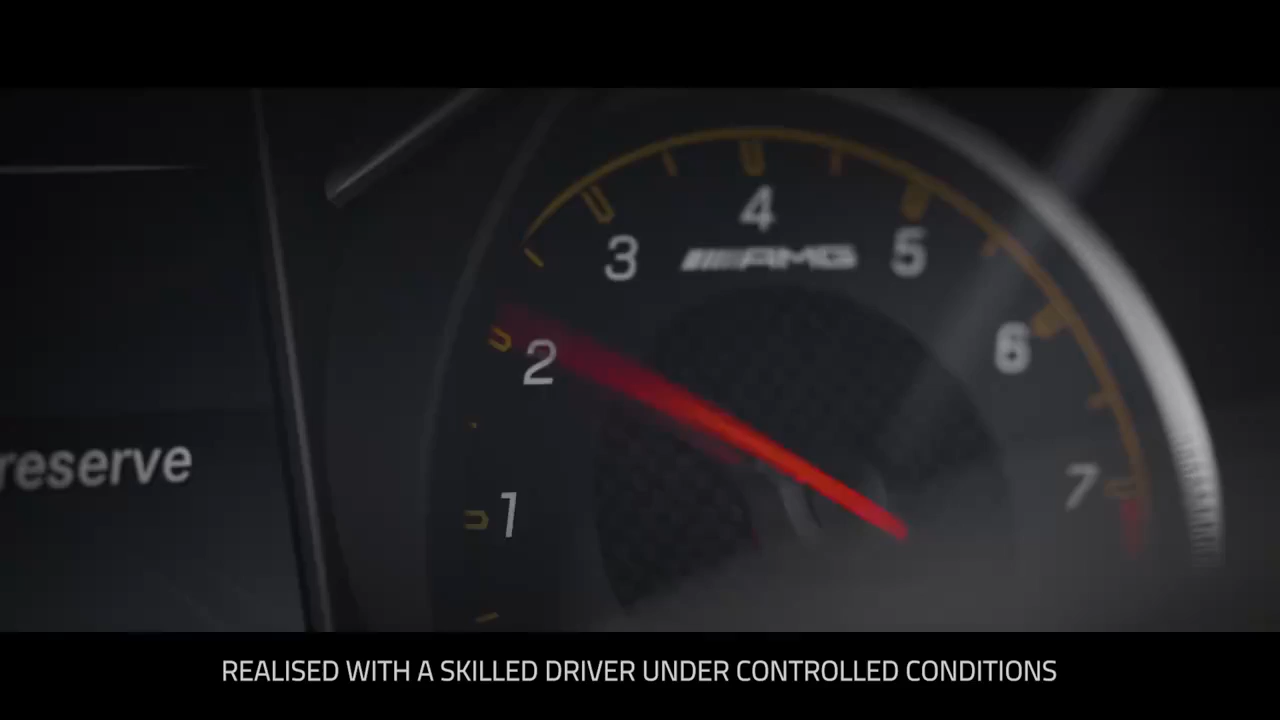 4
3
AMG
5
2
6
reserve
7
1
REALISED WITH A SKILLED DRIVER UNDER CONTROLLED CONDITIONS